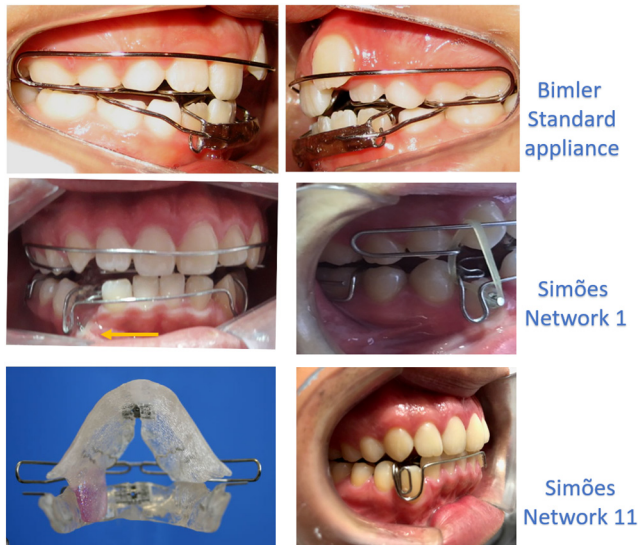 Bimler
Standard
appliance
Simões
Network 1
Simões
Network 11